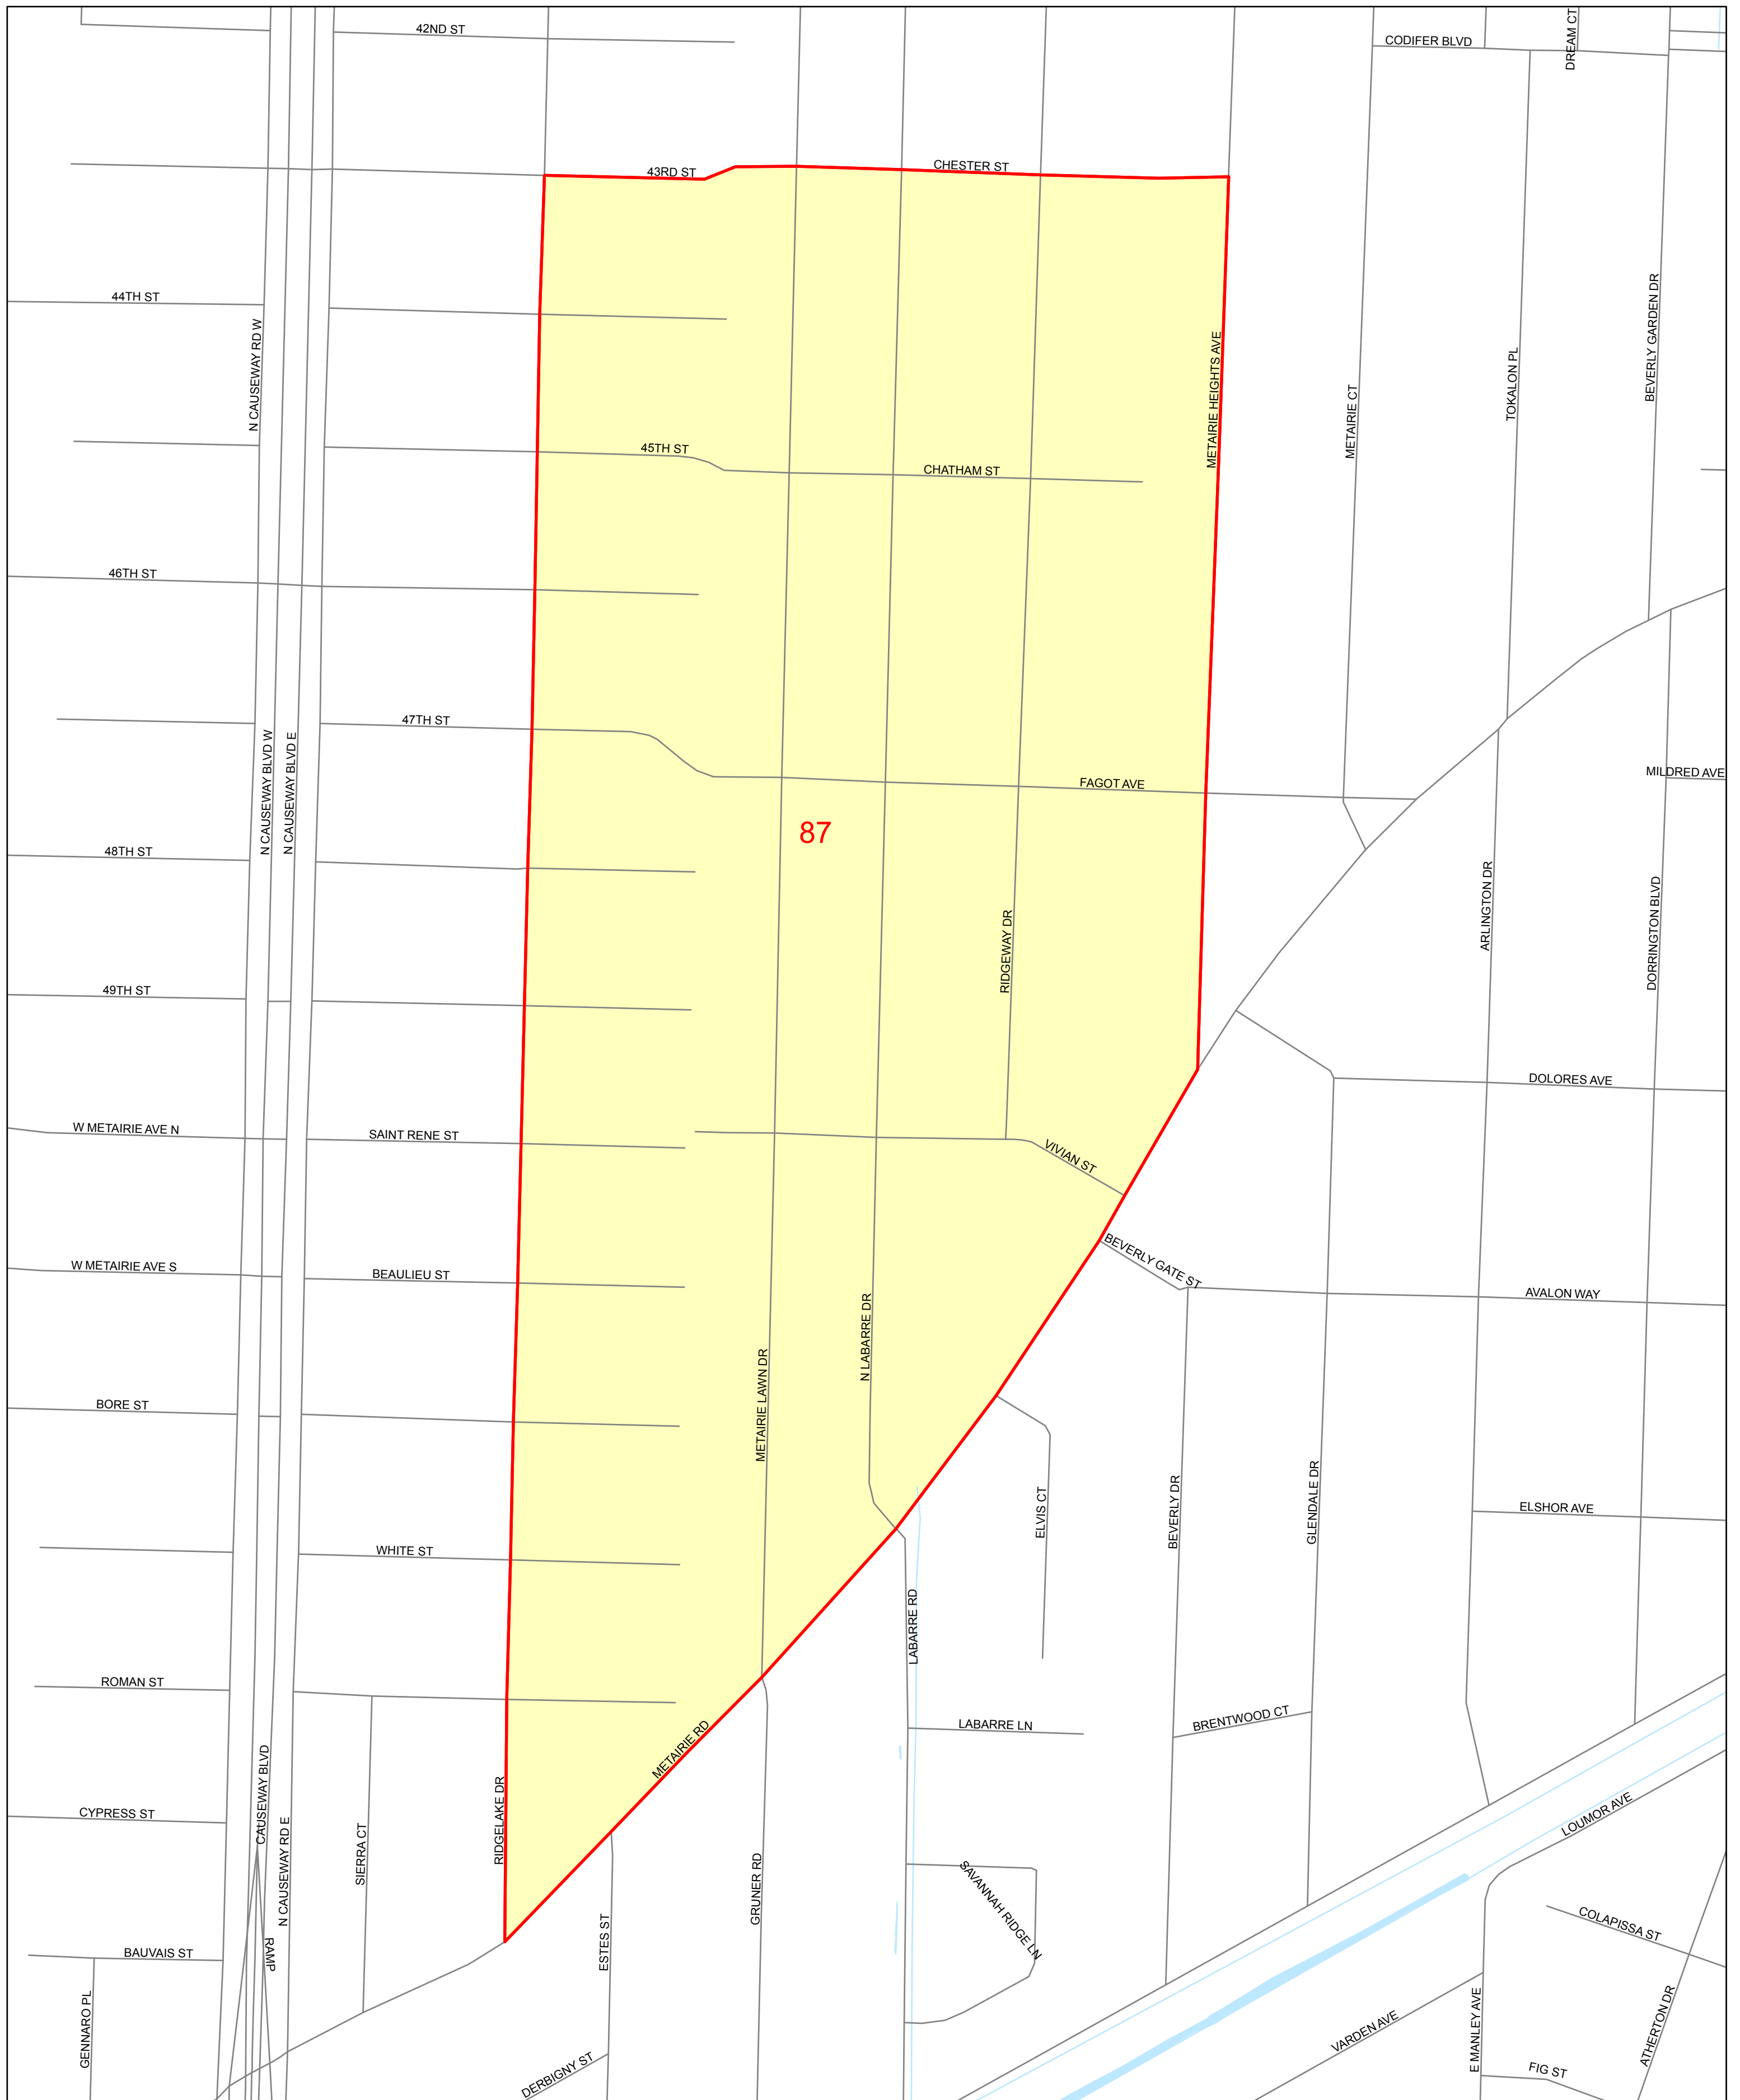 42ND ST
CODIFER BLVD
DREAM CT
43RD ST
CHESTER ST
44TH ST
N CAUSEWAY RD W
METAIRIE HEIGHTS AVE
METAIRIE CT
TOKALON PL
BEVERLY GARDEN DR
45TH ST
CHATHAM ST
46TH ST
47TH ST
N CAUSEWAY BLVD W
N CAUSEWAY BLVD E
FAGOT AVE
MILDRED AVE
87
48TH ST
RIDGEWAY DR
ARLINGTON DR
DORRINGTON BLVD
49TH ST
DOLORES AVE
W METAIRIE AVE N
SAINT RENE ST
VIVIAN ST
W METAIRIE AVE S
BEAULIEU ST
BEVERLY GATE ST
AVALON WAY
N LABARRE DR
METAIRIE LAWN DR
BORE ST
ELVIS CT
BEVERLY DR
GLENDALE DR
ELSHOR AVE
WHITE ST
LABARRE RD
ROMAN ST
METAIRIE RD
LABARRE LN
BRENTWOOD CT
CAUSEWAY BLVD
RIDGELAKE DR
CYPRESS ST
N CAUSEWAY RD E
SIERRA CT
GRUNER RD
LOUMOR AVE
SAVANNAH RIDGE LN
ESTES ST
COLAPISSA ST
BAUVAIS ST
RAMP
GENNARO PL
DERBIGNY ST
VARDEN AVE
E MANLEY AVE
FIG ST
ATHERTON DR